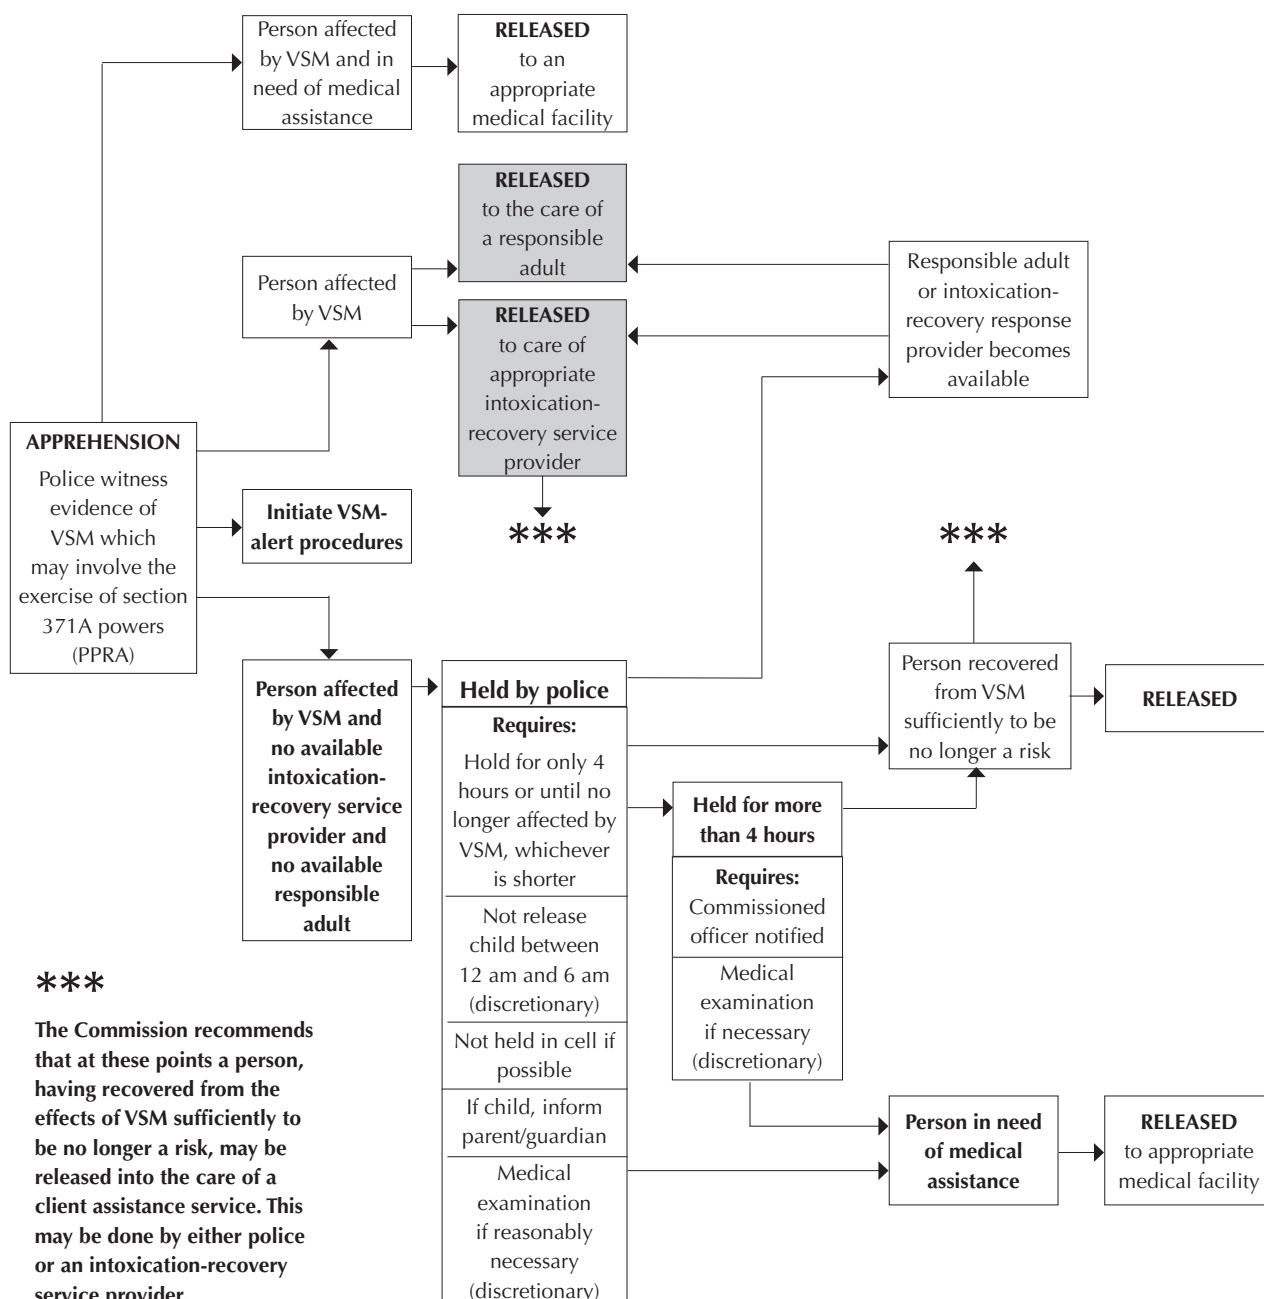 Person affected
by VSM and in
need of medical
assistance
RELEASED
to an
appropriate
medical facility
RELEASED
to the care of
a responsible
adult
Person affected
by VSM
RELEASED
to care of
appropriate
intoxication-
recovery service
provider
Responsible adult
or intoxication-
recovery response
provider becomes
available
APPREHENSION
Police witness
evidence of
VSM which
may involve the
exercise of section
371A powers
(PPRA)
Initiate VSM-
alert procedures
***
***
Person affected
by VSM and
no available
intoxication-
recovery service
provider and
no available
responsible
adult
Held by police
Requires:
Hold for only 4
hours or until no
longer affected by
VSM, whichever
is shorter
Not release
child between
12 am and 6 am
(discretionary)
Not held in cell if
possible
If child, inform
parent/guardian
Medical
examination
if reasonably
necessary
(discretionary)
Held for more
than 4 hours
Requires:
Commissioned
officer notified
Medical
examination
if necessary
(discretionary)
Person recovered
from VSM
sufficiently to be
no longer a risk
RELEASED
Person in need
of medical
assistance
RELEASED
to appropriate
medical facility
***
The Commission recommends
that at these points a person,
having recovered from the
effects of VSM sufficiently to
be no longer a risk, may be
released into the care of a
client assistance service. This
may be done by either police
or an intoxication-recovery
service provider